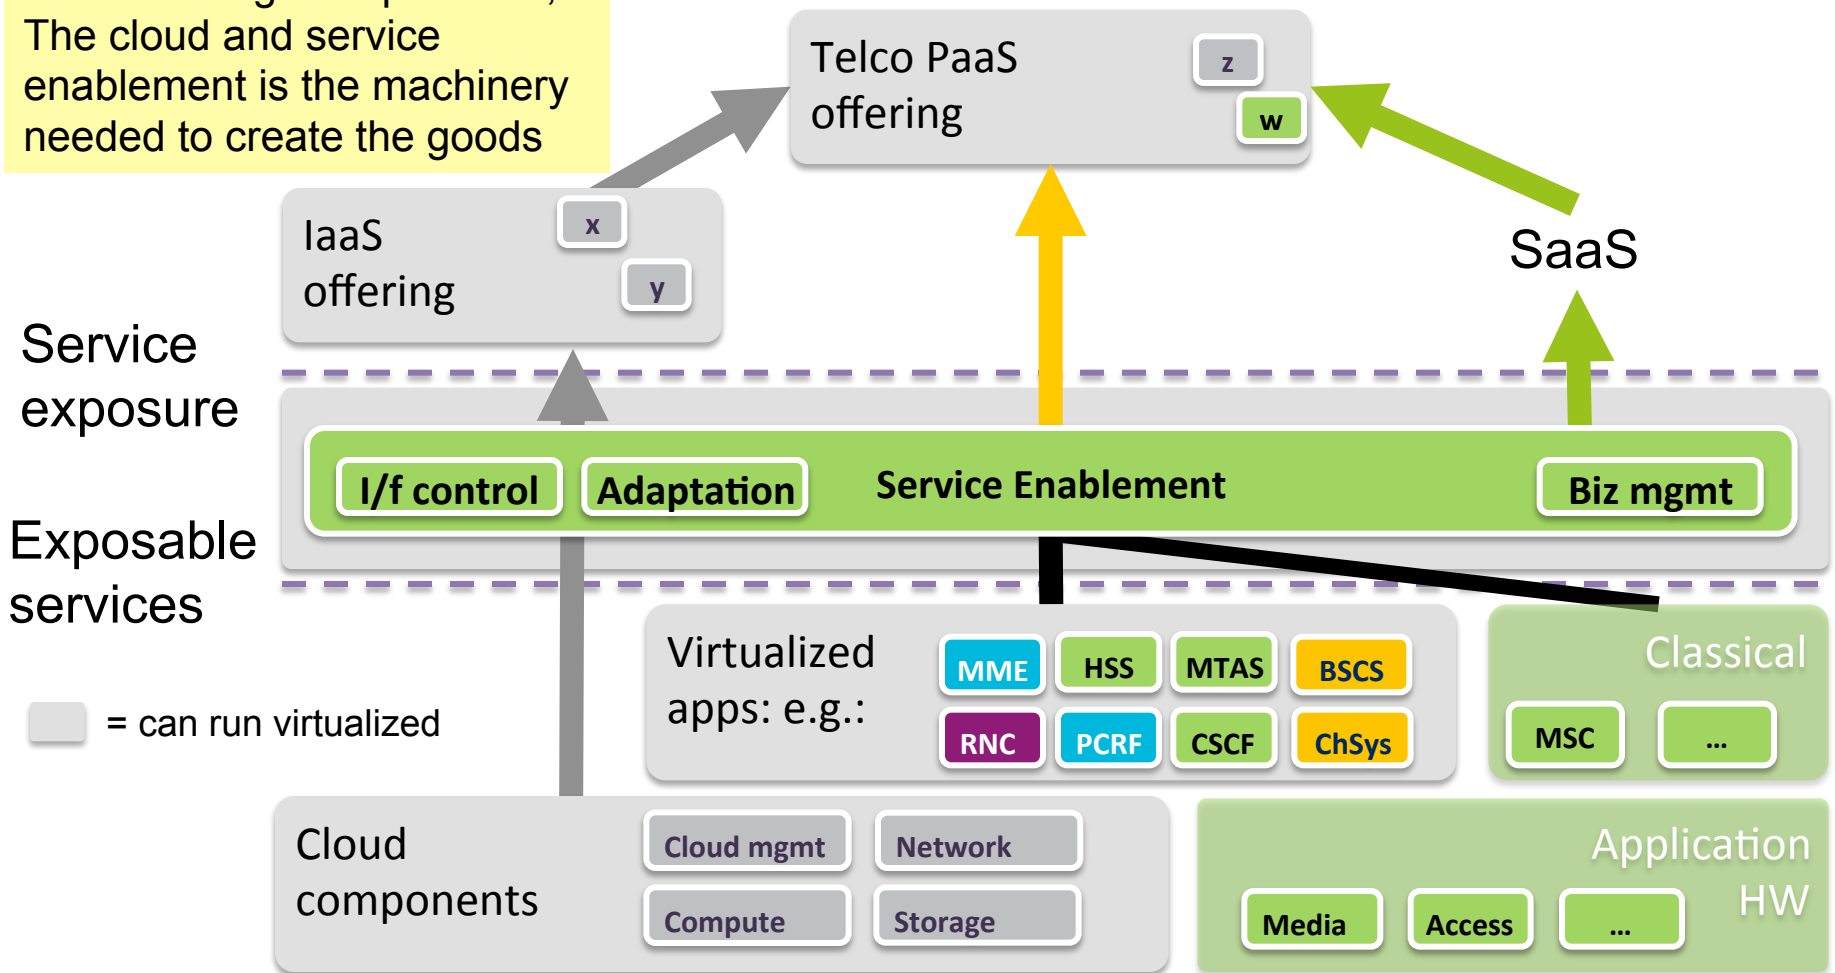 The cloud and service
enablement is the machinery
needed to create the goods
Telco PaaS
offering
z
w
IaaS
offering
x
y
SaaS
Service
exposure
I/f control
Adaptation
Service Enablement
Biz mgmt
Exposable
services
Virtualized
apps: e.g.:
MME
HSS
MTAS
BSCS
RNC
PCRF
CSCF
ChSys
Classical
MSC
...
= can run virtualized
Cloud
components
Cloud mgmt
Network
Compute
Storage
Application
HW
Media
Access
...